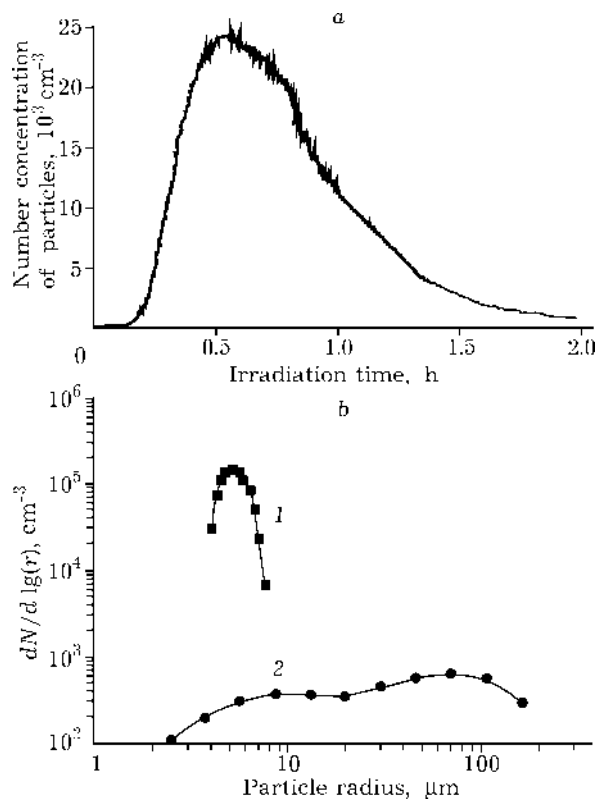 a
Number concentration
of particles, 10³ cm⁻³
25
20
15
10
5
0
0.5
1.0
1.5
2.0
Irradiation time, h
b
dN/d lg(r), cm⁻³
10⁶
10⁵
10⁴
10³
10²
1
2
1
10
100
Particle radius, μm